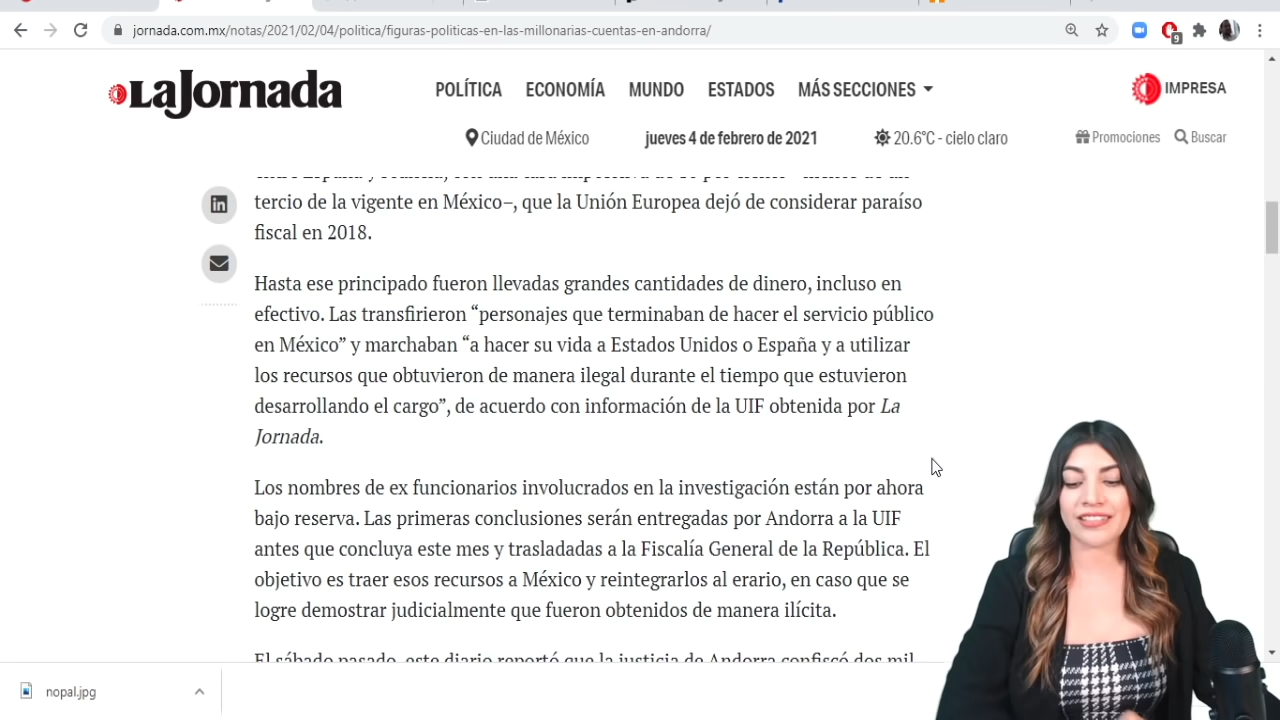 jornada.com.mx/notas/2021/02/04/politica/figuras-politicas-en-las-millonarias-cuentas-en-andorra/
9
LaJornada
POLÍTICA ECONOMÍA MUNDO ESTADOS MÁS SECCIONES
IMPRESA
Ciudad de México jueves 4 de febrero de 2021 20.6°C - cielo claro Promociones Buscar
tercio de la vigente en México–, que la Unión Europea dejó de considerar paraíso
fiscal en 2018.
Hasta ese principado fueron llevadas grandes cantidades de dinero, incluso en
efectivo. Las transfirieron “personajes que terminaban de hacer el servicio público
en México” y marchaban “a hacer su vida a Estados Unidos o España y a utilizar
los recursos que obtuvieron de manera ilegal durante el tiempo que estuvieron
desarrollando el cargo”, de acuerdo con información de la UIF obtenida por La
Jornada.
Los nombres de ex funcionarios involucrados en la investigación están por ahora
bajo reserva. Las primeras conclusiones serán entregadas por Andorra a la UIF
antes que concluya este mes y trasladadas a la Fiscalía General de la República. El
objetivo es traer esos recursos a México y reintegrarlos al erario, en caso que se
logre demostrar judicialmente que fueron obtenidos de manera ilícita.
El sábado pasado, este diario reportó que la justicia de Andorra confiscó dos mil
nopal.jpg